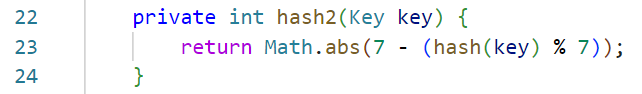 22 private int hash2(Key key) {
23 return Math.abs(7 - (hash(key) % 7));
24 }